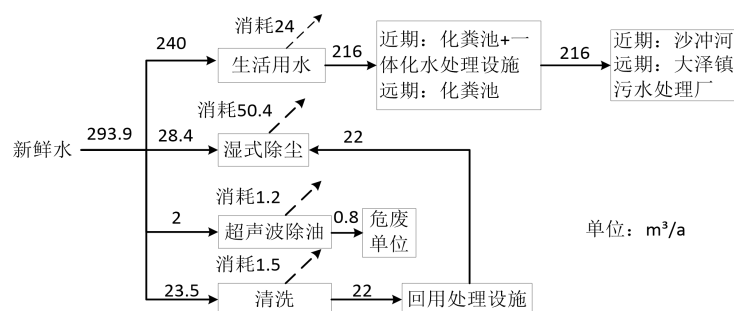 消耗24
240
生活用水
216
近期：化粪池+一
体化水处理设施
远期：化粪池
216
近期：沙冲河
远期：大泽镇
污水处理厂
消耗50.4
新鲜水
293.9
28.4
湿式除尘
22
消耗1.2
2
超声波除油
0.8
危废
单位
单位：m³/a
消耗1.5
23.5
清洗
22
回用处理设施